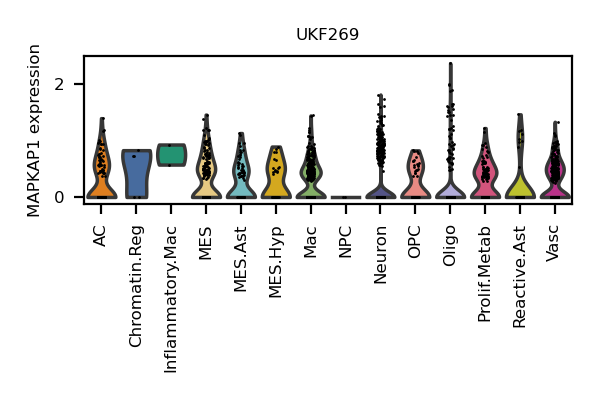 UKF269
MAPKAP1 expression
2
0
AC
Chromatin.Reg
Inflammatory.Mac
MES
MES.Ast
MES.Hyp
Mac
NPC
Neuron
OPC
Oligo
Prolif.Metab
Reactive.Ast
Vasc